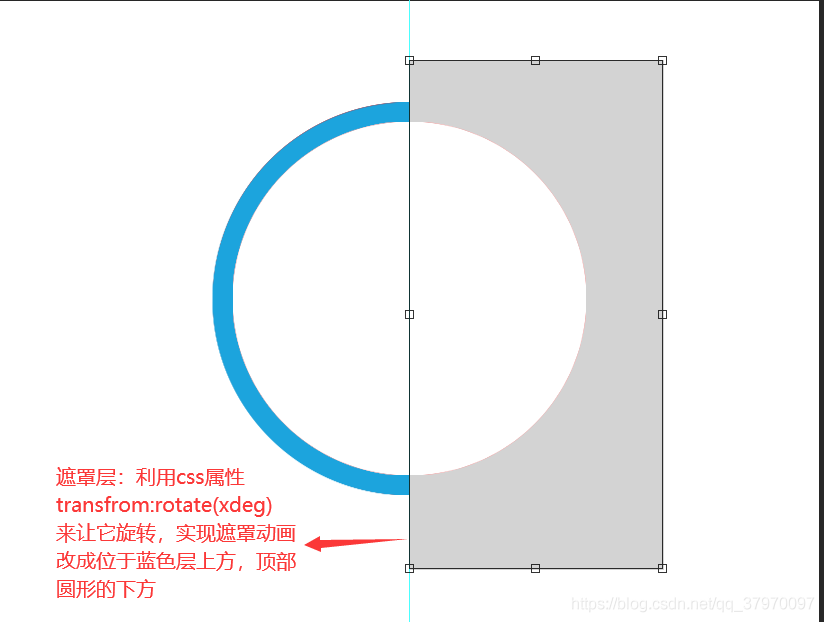 遮罩层：利用css属性
transfrom:rotate(xdeg)
来让它旋转，实现遮罩动画
改成位于蓝色层上方，顶部
圆形的下方
https://blog.csdn.net/qq_37970097